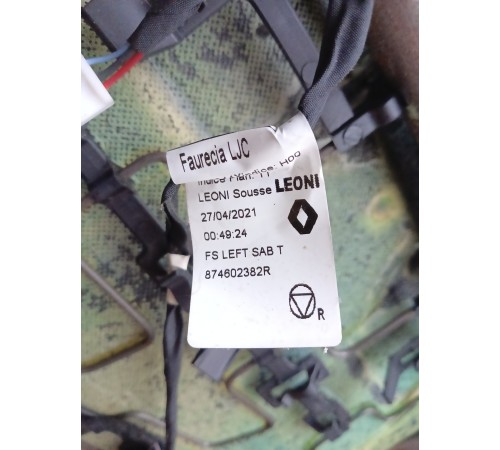 Faurecia LJC
LEONI Sousse LEONI
27/04/2021
00:49:24
FS LEFT SAB T
874602382R
R